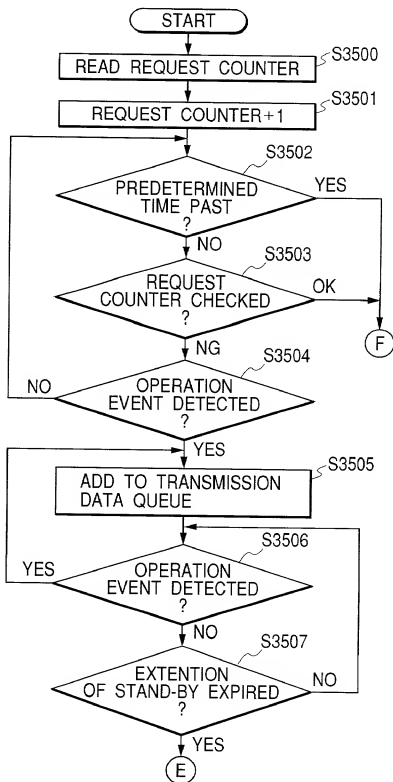 START
READ REQUEST COUNTER
S3500
REQUEST COUNTER+1
S3501
S3502
PREDETERMINED
TIME PAST
?
YES
NO
S3503
REQUEST
COUNTER CHECKED
?
OK
F
NG
S3504
NO
OPERATION
EVENT DETECTED
?
YES
S3505
ADD TO TRANSMISSION
DATA QUEUE
S3506
YES
OPERATION
EVENT DETECTED
?
NO
S3507
EXTENTION
OF STAND-BY EXPIRED
?
NO
YES
E